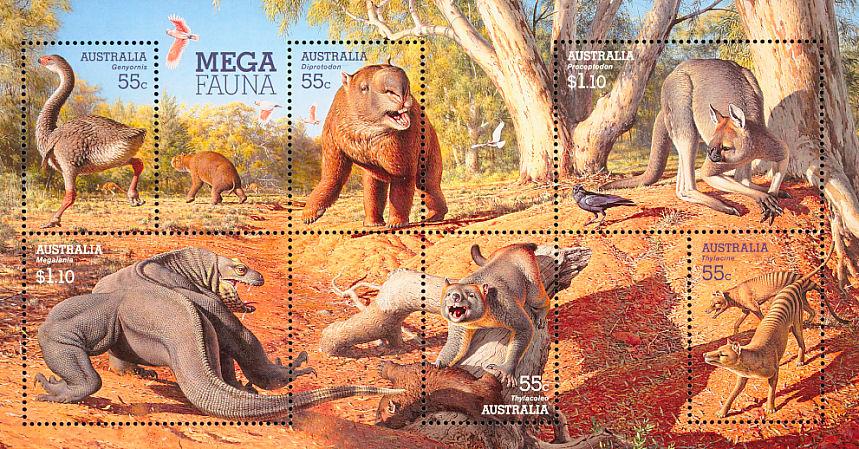 AUSTRALIA
Genyornis
55c
MEGA
FAUNA
AUSTRALIA
Diprotodon
55c
AUSTRALIA
Procoptodon
$1.10
AUSTRALIA
Megalania
$1.10
55c
Thylacoleo
AUSTRALIA
AUSTRALIA
Thylacine
55c